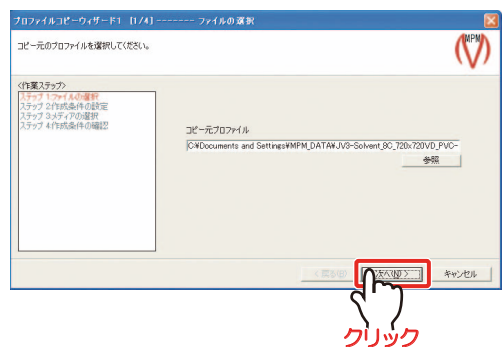 プロファイルコピーウィザード1 [1/4] ------- ファイルの選択
コピー元のプロファイルを選択してください。
MPM
<作業ステップ>
ステップ 1:ファイルの選択
ステップ 2:作成条件の設定
ステップ 3:メディアの選択
ステップ 4:作成条件の確認
コピー元プロファイル
C:¥Documents and Settings¥MPM_DATA¥JV3-Solvent_8C_720x720VD_PVC-
参照
< 戻る(B)
次へ(N) >
キャンセル
クリック